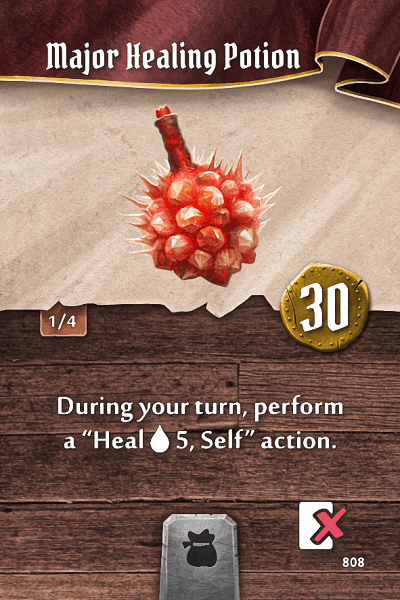 Major Healing Potion
30
1/4
During your turn, perform
a “Heal 5, Self” action.
808